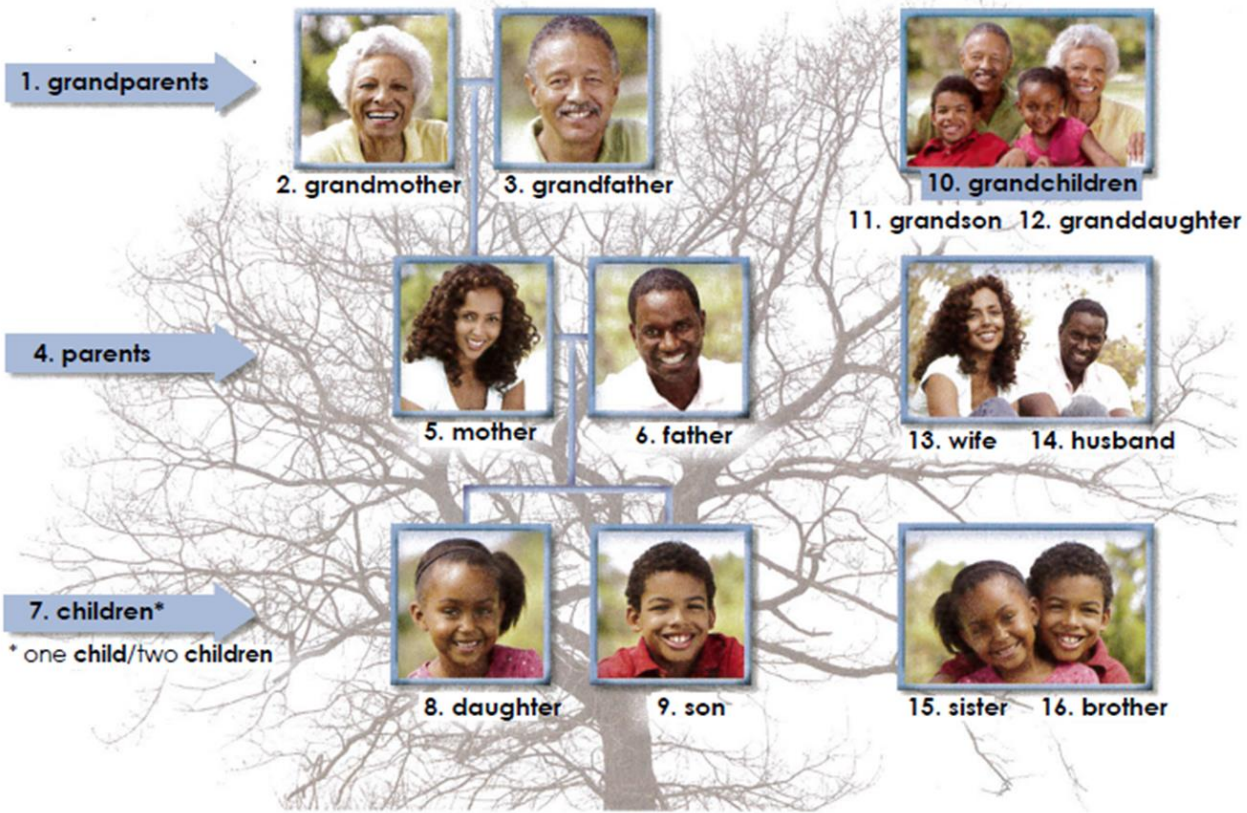 1. grandparents
2. grandmother
3. grandfather
10. grandchildren
11. grandson 12. granddaughter
4. parents
5. mother
6. father
13. wife
14. husband
7. children*
* one child/two children
8. daughter
9. son
15. sister
16. brother